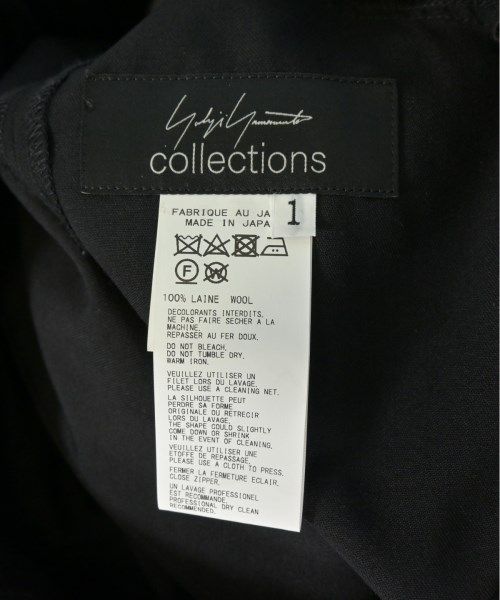 Yohji Yamamoto
collections
1
FABRIQUE AU JA
MADE IN JAPA
F
W
100% LAINE WOOL
DECOLORANTS INTERDITS.
NE PAS FAIRE SECHER A LA
MACHINE.
REPASSER AU FER DOUX.
DO NOT BLEACH.
DO NOT TUMBLE DRY.
WARM IRON.
VEUILLEZ UTILISER UN
FILET LORS DU LAVAGE.
PLEASE USE A CLEANING NET.
LA SILHOUETTE PEUT
PERDRE SA FORME
ORIGINALE OU RETRECIR
LORS DU LAVAGE.
THE SHAPE COULD SLIGHTLY
COME DOWN OR SHRINK
IN THE EVENT OF CLEANING.
VEUILLEZ UTILISER UNE
ETOFFE DE REPASSAGE.
PLEASE USE A CLOTH TO PRESS.
FERMER LA FERMETURE ECLAIR.
CLOSE ZIPPER.
UN LAVAGE PROFESSIONEL
EST RECOMMANDE.
PROFESSIONAL DRY CLEAN
RECOMMENDED.